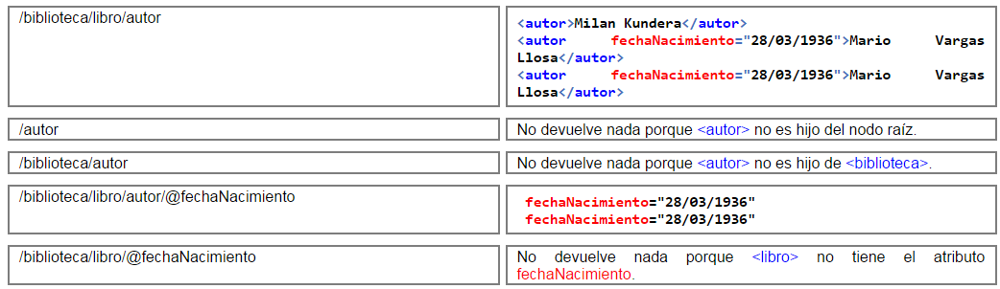 /biblioteca/libro/autor
<autor>Milan Kundera</autor>
<autor fechaNacimiento="28/03/1936">Mario Vargas
Llosa</autor>
<autor fechaNacimiento="28/03/1936">Mario Vargas
Llosa</autor>
/autor
No devuelve nada porque <autor> no es hijo del nodo raíz.
/biblioteca/autor
No devuelve nada porque <autor> no es hijo de <biblioteca>.
/biblioteca/libro/autor/@fechaNacimiento
fechaNacimiento="28/03/1936"
fechaNacimiento="28/03/1936"
/biblioteca/libro/@fechaNacimiento
No devuelve nada porque <libro> no tiene el atributo
fechaNacimiento.